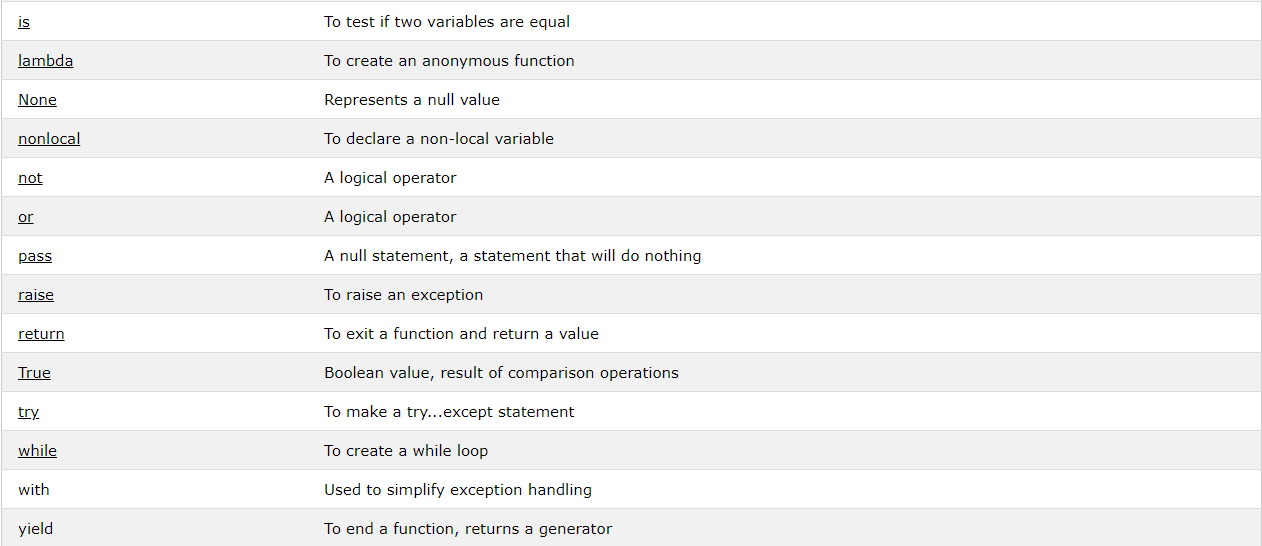 is To test if two variables are equal
lambda To create an anonymous function
None Represents a null value
nonlocal To declare a non-local variable
not A logical operator
or A logical operator
pass A null statement, a statement that will do nothing
raise To raise an exception
return To exit a function and return a value
True Boolean value, result of comparison operations
try To make a try...except statement
while To create a while loop
with Used to simplify exception handling
yield To end a function, returns a generator